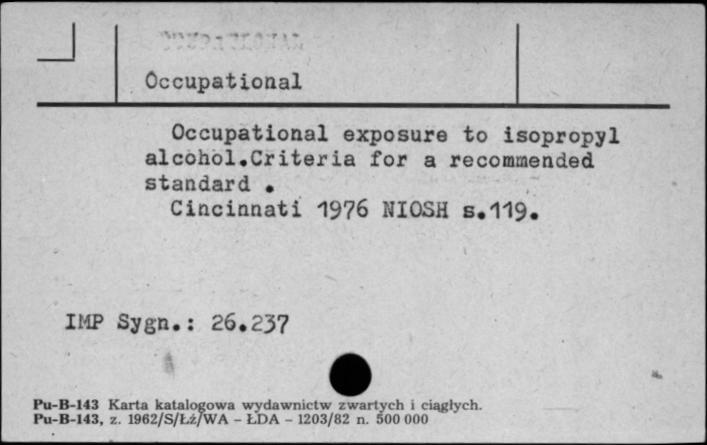 Occupational
Occupational exposure to isopropyl
alcohol.Criteria for a recommended
standard .
Cincinnati 1976 NIOSH s.119.
IMP Sygn.: 26.237
Pu-B-143 Karta katalogowa wydawnictw zwartych i ciągłych.
Pu-B-143, z. 1962/S/Łź/WA - ŁDA - 1203/82 n. 500 000